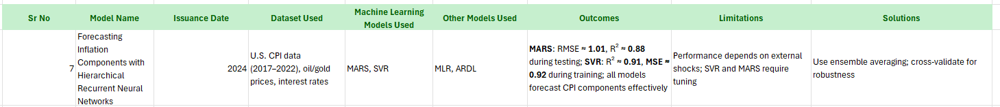 Sr No	Model Name	Issuance Date	Dataset Used	Machine Learning Models Used	Other Models Used	Outcomes	Limitations	Solutions
7
Forecasting
Inflation
Components with
Hierarchical
Recurrent Neural
Networks
2024
U.S. CPI data
(2017–2022), oil/gold
prices, interest rates
MARS, SVR
MLR, ARDL
MARS: RMSE ≈ 1.01, R² ≈ 0.88
during testing; SVR: R² ≈ 0.91, MSE ≈
0.92 during training; all models
forecast CPI components effectively
Performance depends on external
shocks; SVR and MARS require
tuning
Use ensemble averaging; cross-validate for
robustness